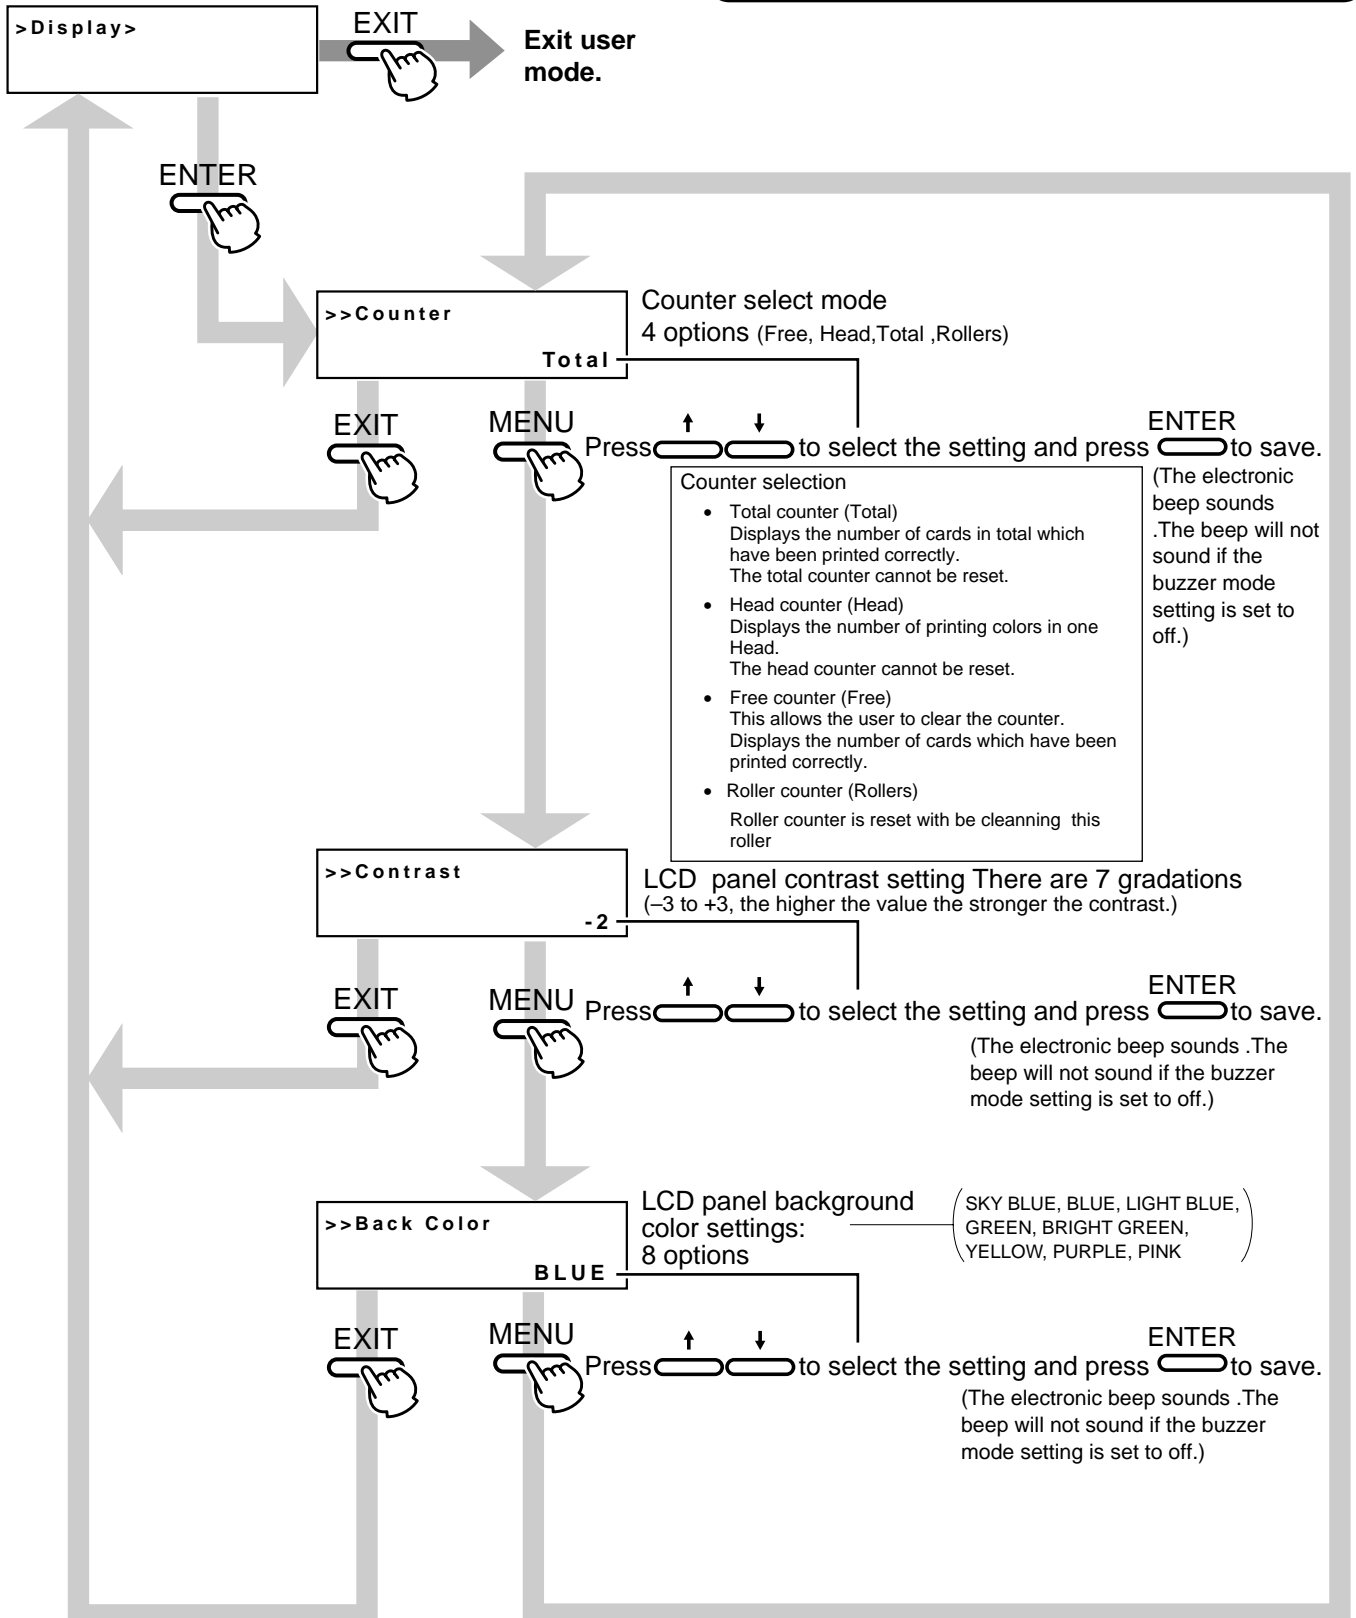 >Display>
EXIT
Exit user
mode.
ENTER
>>Counter
Total
Counter select mode
4 options (Free, Head,Total ,Rollers)
EXIT
MENU
Press to select the setting and press ENTER to save.
(The electronic
beep sounds
.The beep will not
sound if the
buzzer mode
setting is set to
off.)
Counter selection
• Total counter (Total)
Displays the number of cards in total which
have been printed correctly.
The total counter cannot be reset.
• Head counter (Head)
Displays the number of printing colors in one
Head.
The head counter cannot be reset.
• Free counter (Free)
This allows the user to clear the counter.
Displays the number of cards which have been
printed correctly.
• Roller counter (Rollers)
Roller counter is reset with be cleanning this
roller
>>Contrast
-2
LCD panel contrast setting There are 7 gradations
(–3 to +3, the higher the value the stronger the contrast.)
EXIT
MENU
Press to select the setting and press ENTER to save.
(The electronic beep sounds .The
beep will not sound if the buzzer
mode setting is set to off.)
>>Back Color
BLUE
LCD panel background
color settings:
8 options
SKY BLUE, BLUE, LIGHT BLUE,
GREEN, BRIGHT GREEN,
YELLOW, PURPLE, PINK
EXIT
MENU
Press to select the setting and press ENTER to save.
(The electronic beep sounds .The
beep will not sound if the buzzer
mode setting is set to off.)